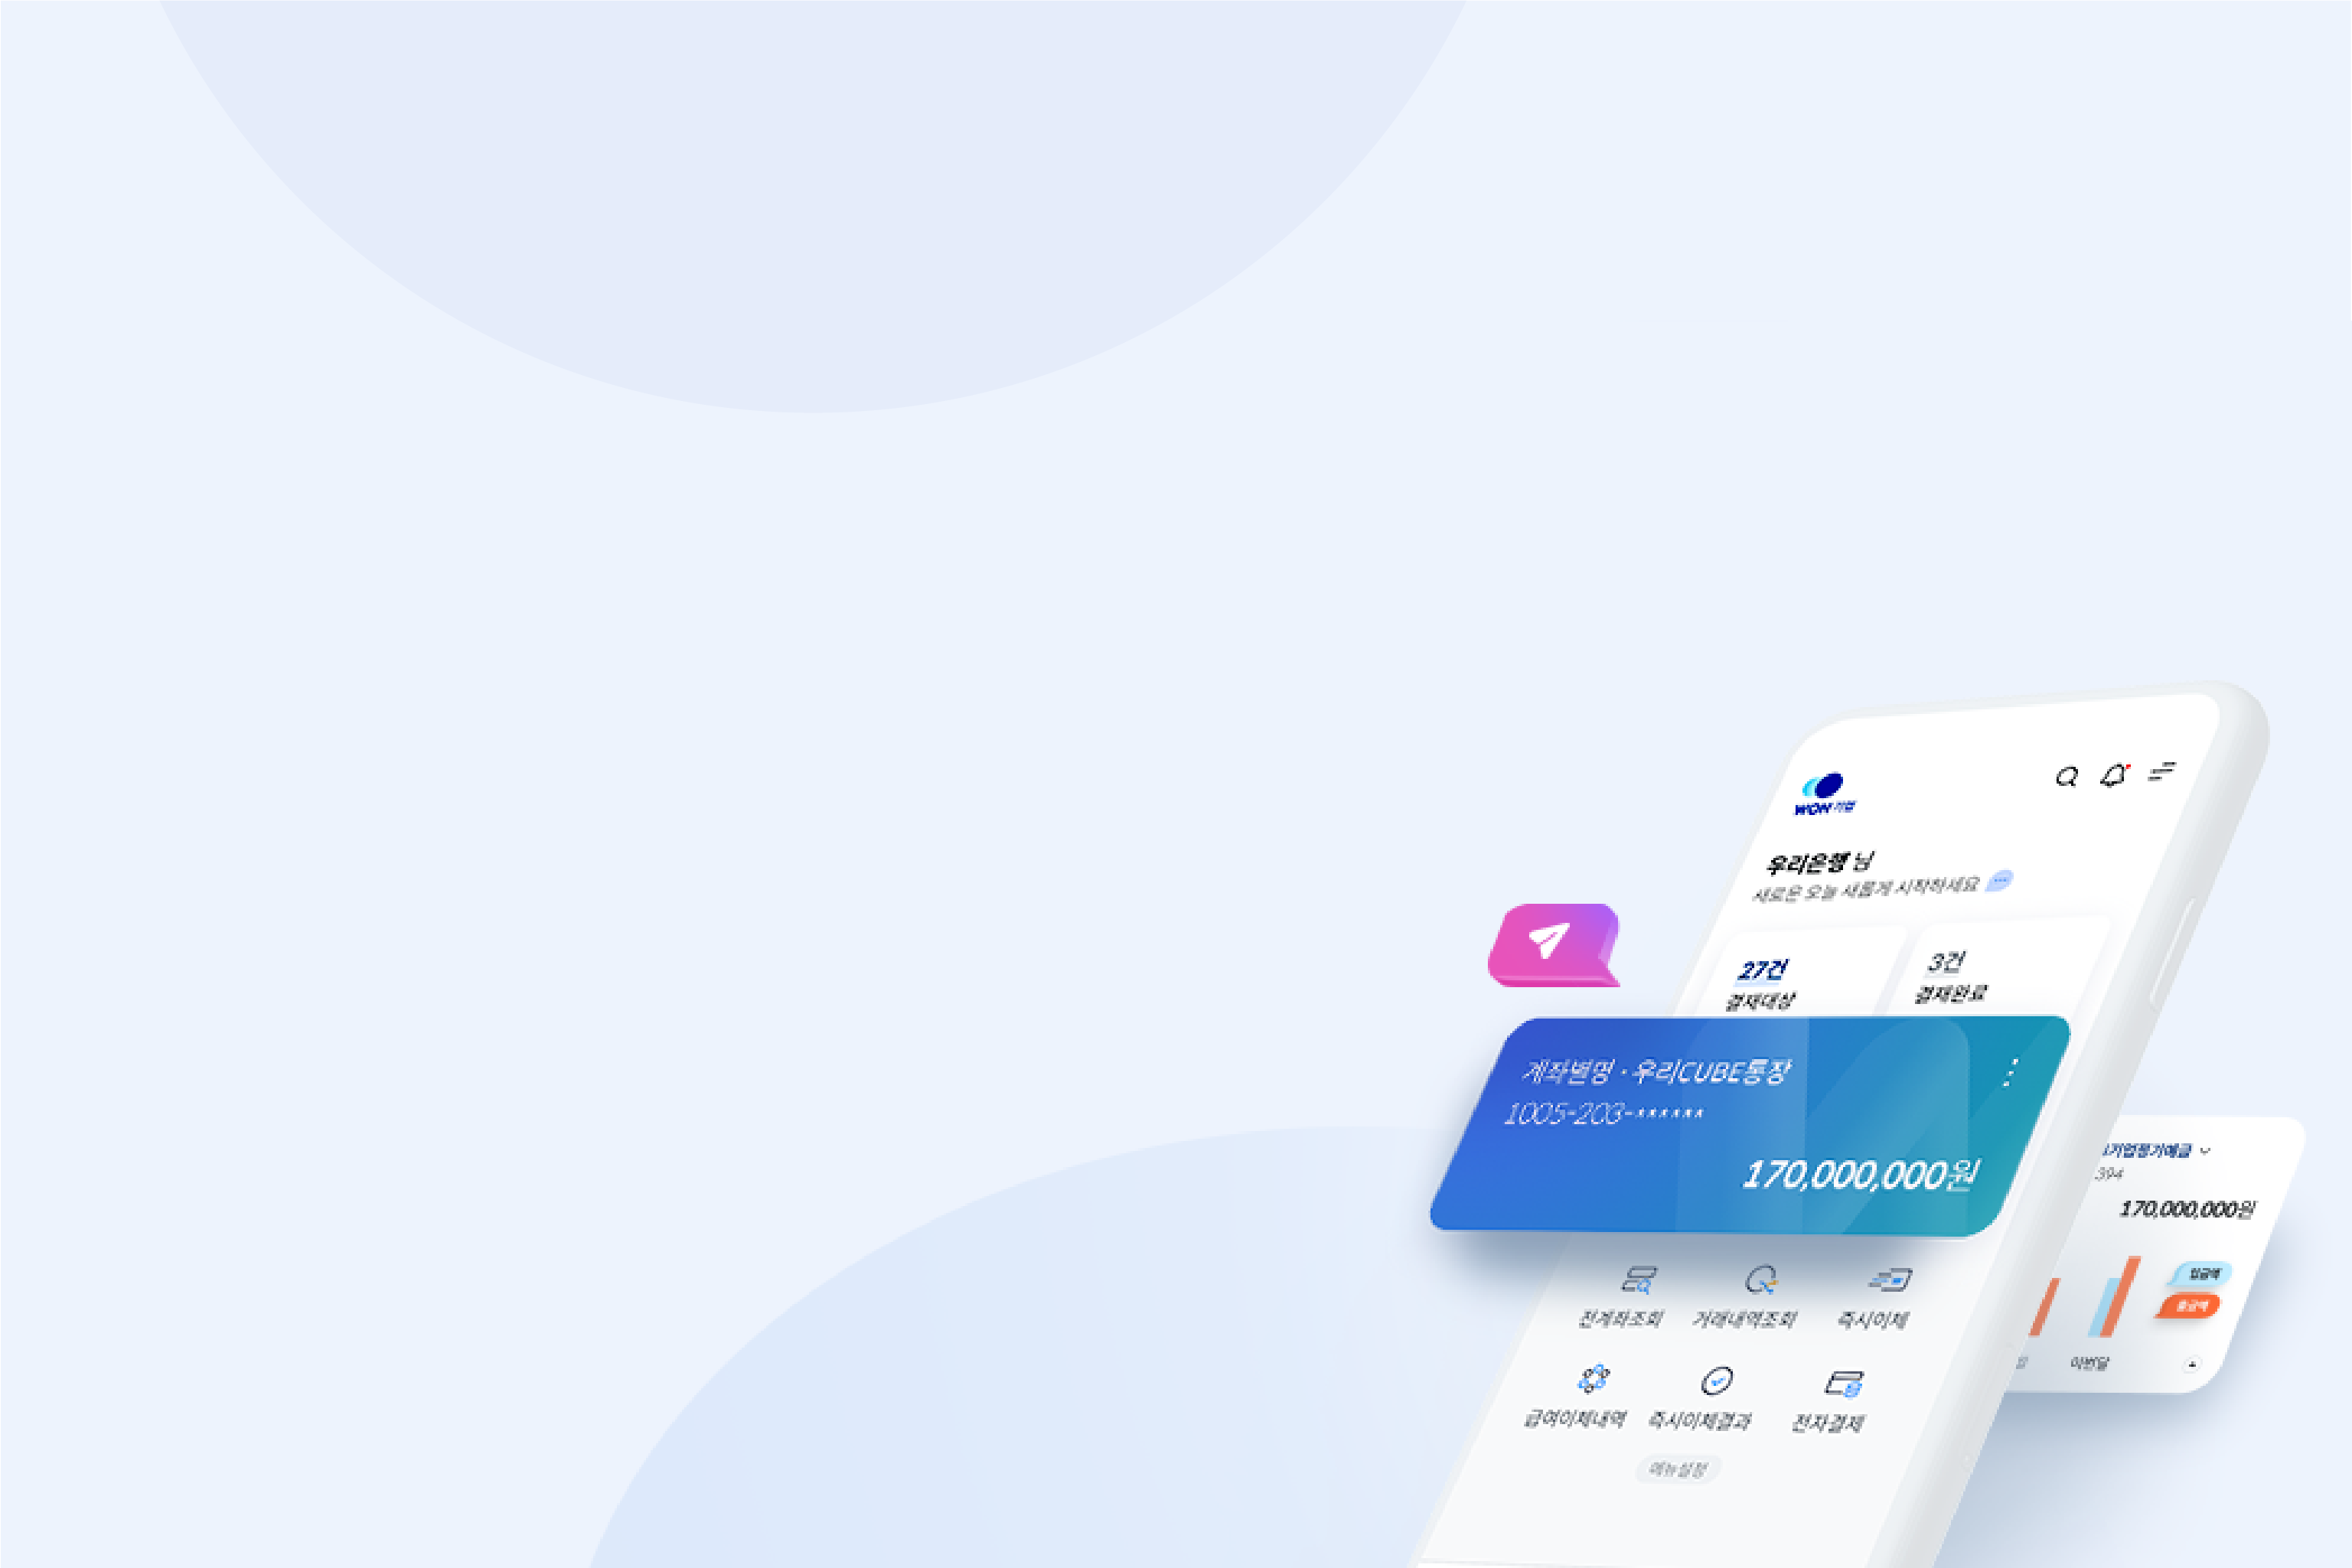 WON 기업
우리은행 님
새로운 오늘 새롭게 시작하세요
27건
결재대상
3건
결재완료
계좌별명 · 우리CUBE통장
1005-203-******
170,000,000원
기업정기예금
394
170,000,000원
입금액
출금액
이번달
전계좌조회
거래내역조회
즉시이체
급여이체내역
즉시이체결과
전자결제
메뉴설정